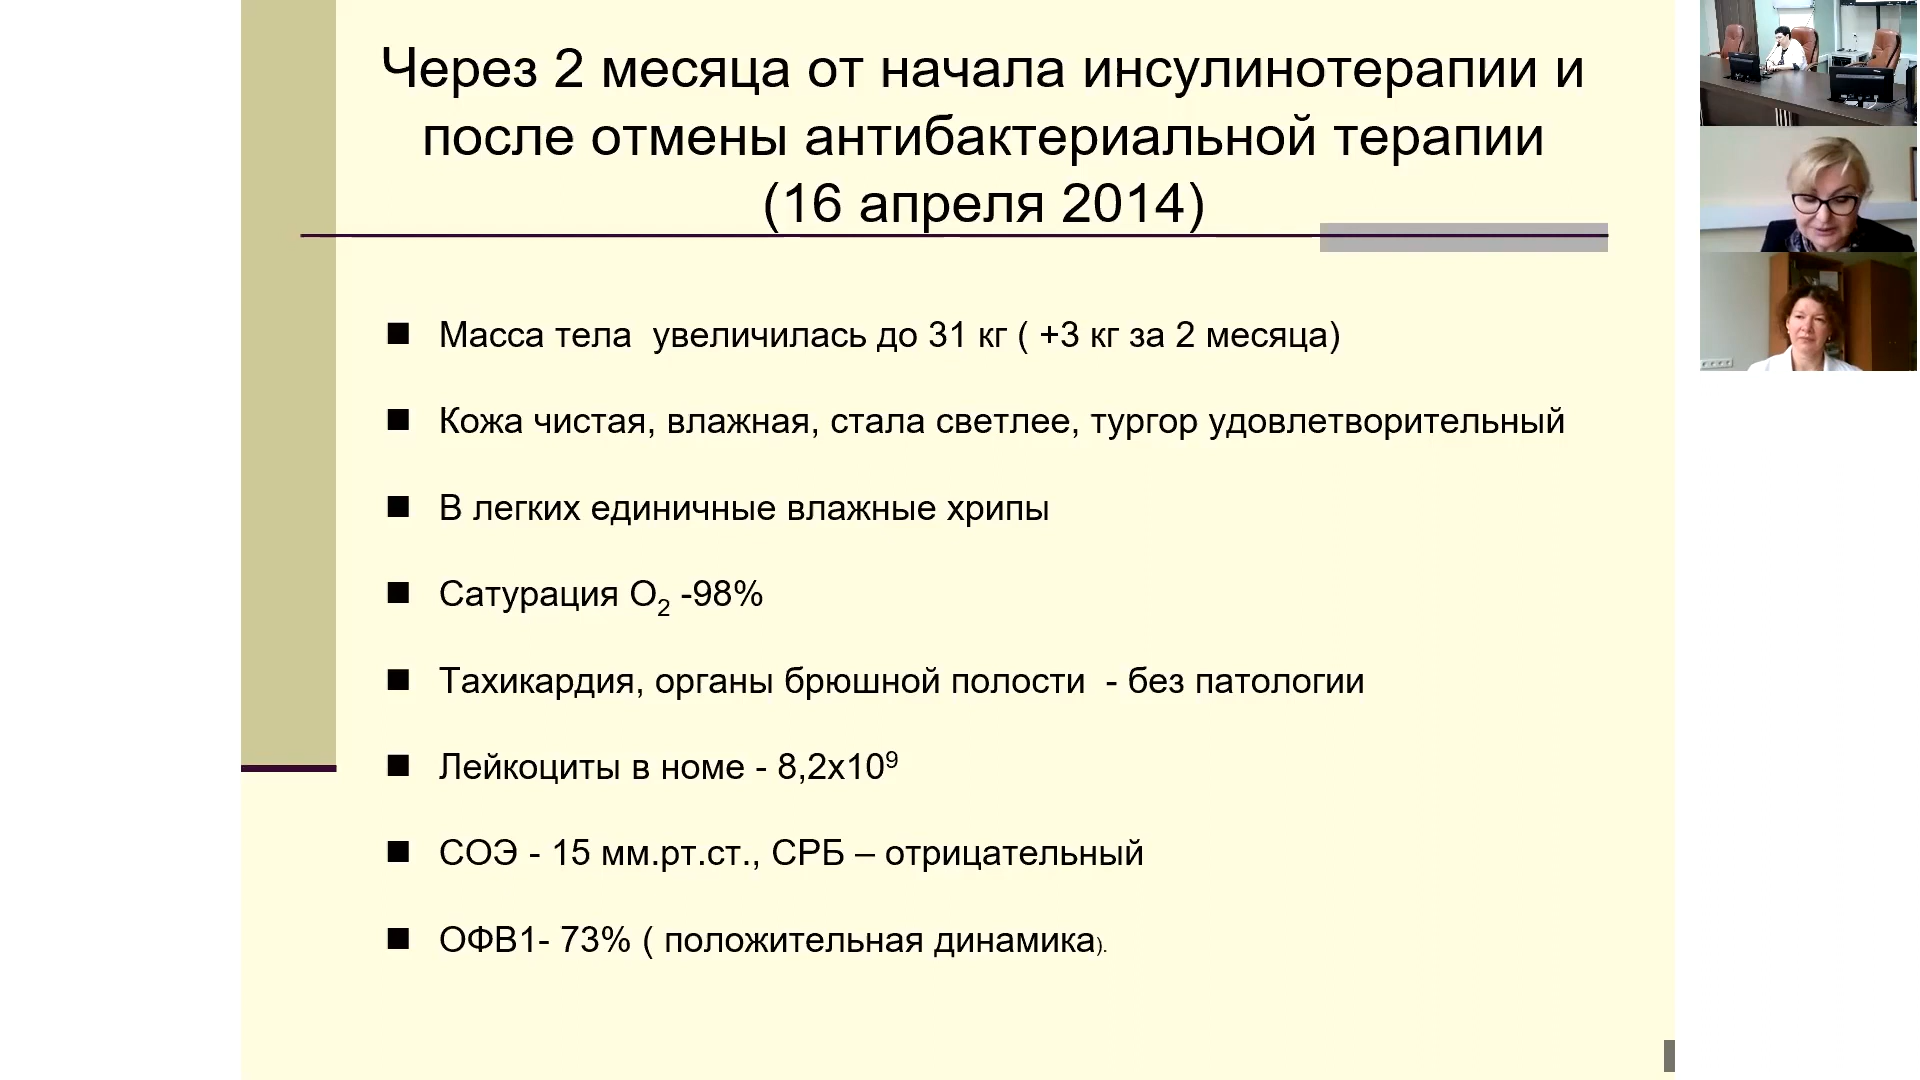 Через 2 месяца от начала инсулинотерапии и
после отмены антибактериальной терапии
(16 апреля 2014)
Масса тела увеличилась до 31 кг ( +3 кг за 2 месяца)
Кожа чистая, влажная, стала светлее, тургор удовлетворительный
В легких единичные влажные хрипы
Сатурация О₂ -98%
Тахикардия, органы брюшной полости - без патологии
Лейкоциты в номе - 8,2х10⁹
СОЭ - 15 мм.рт.ст., СРБ – отрицательный
ОФВ1- 73% ( положительная динамика).